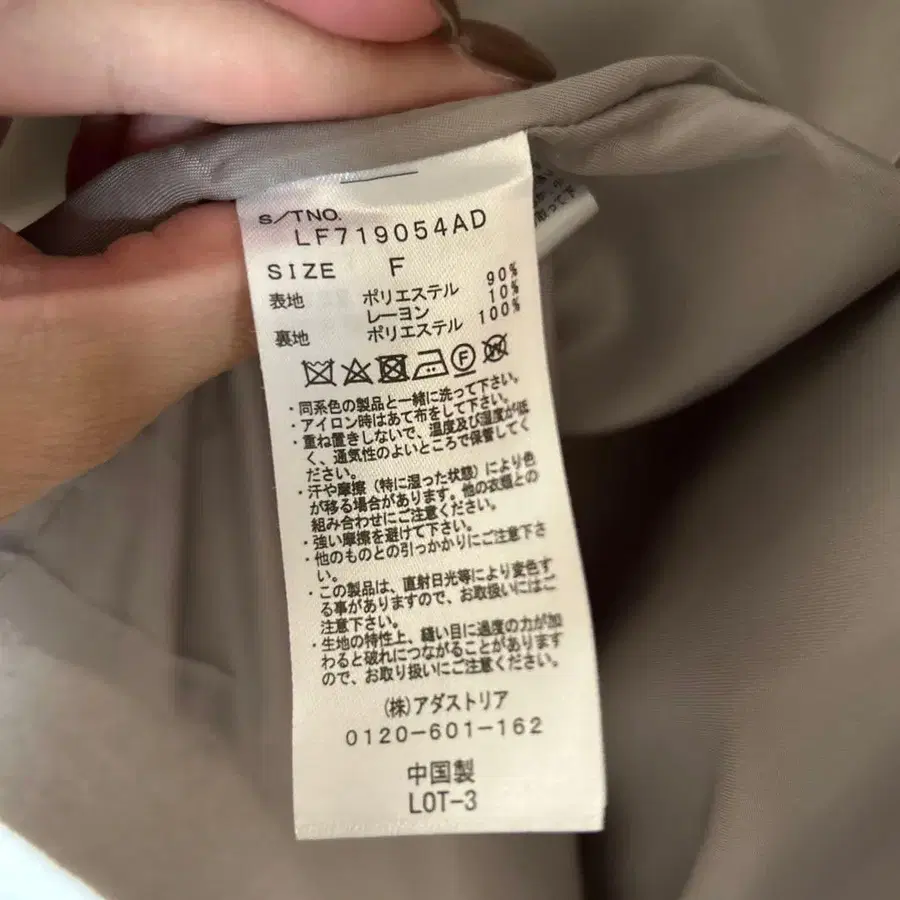 S/TNO.
LF719054AD
SIZE F
表地 ポリエステル 90%
レーヨン 10%
裏地 ポリエステル 100%
F
・同系色の製品と一緒に洗って下さい。
・アイロン時はあて布をして下さい。
・重ね置きしないで、温度及び湿度が低
く、通気性のよいところで保管してく
ださい。
・汗や摩擦（特に湿った状態）により色
が移る場合があります。他の衣類との
組み合わせにご注意ください。
・強い摩擦を避けて下さい。
・他のものとの引っかかりにご注意下さ
い。
・この製品は、直射日光等により変色す
る事がありますので、お取扱いにはご
注意下さい。
・生地の特性上、縫い目に過度の力が加
わると破れにつながることがあります
ので、お取り扱いにご注意ください。
(株)アダストリア
0120-601-162
中国製
LOT-3